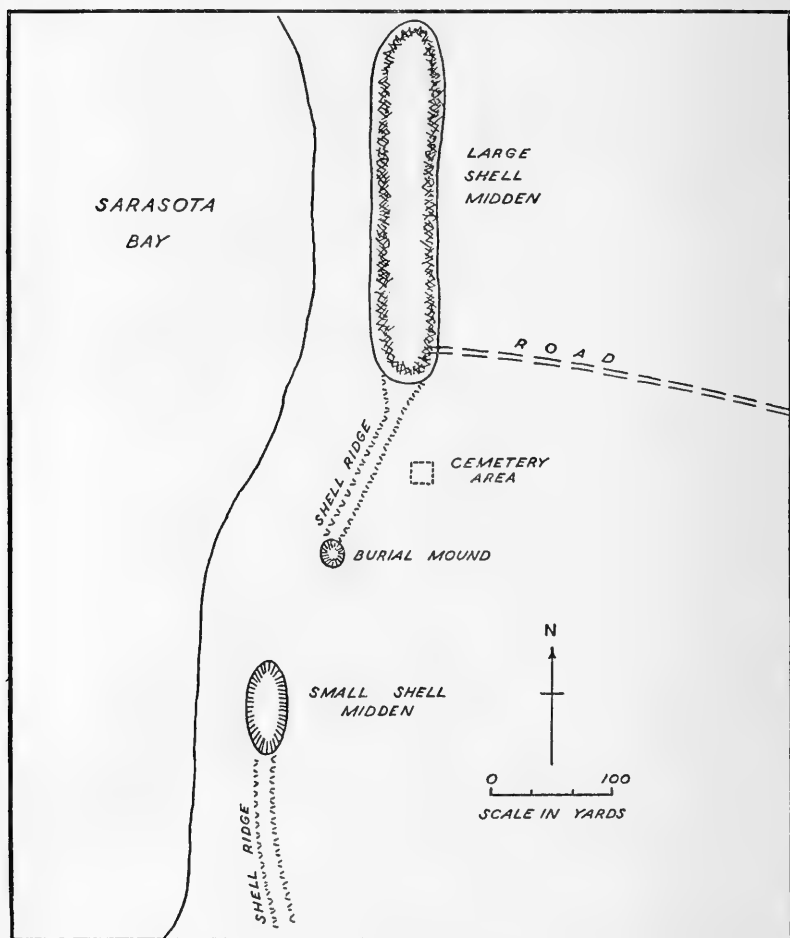 SARASOTA
BAY
LARGE
SHELL
MIDDEN
ROAD
SHELL RIDGE
CEMETERY
AREA
BURIAL MOUND
SMALL SHELL
MIDDEN
N
0 100
SCALE IN YARDS
SHELL RIDGE